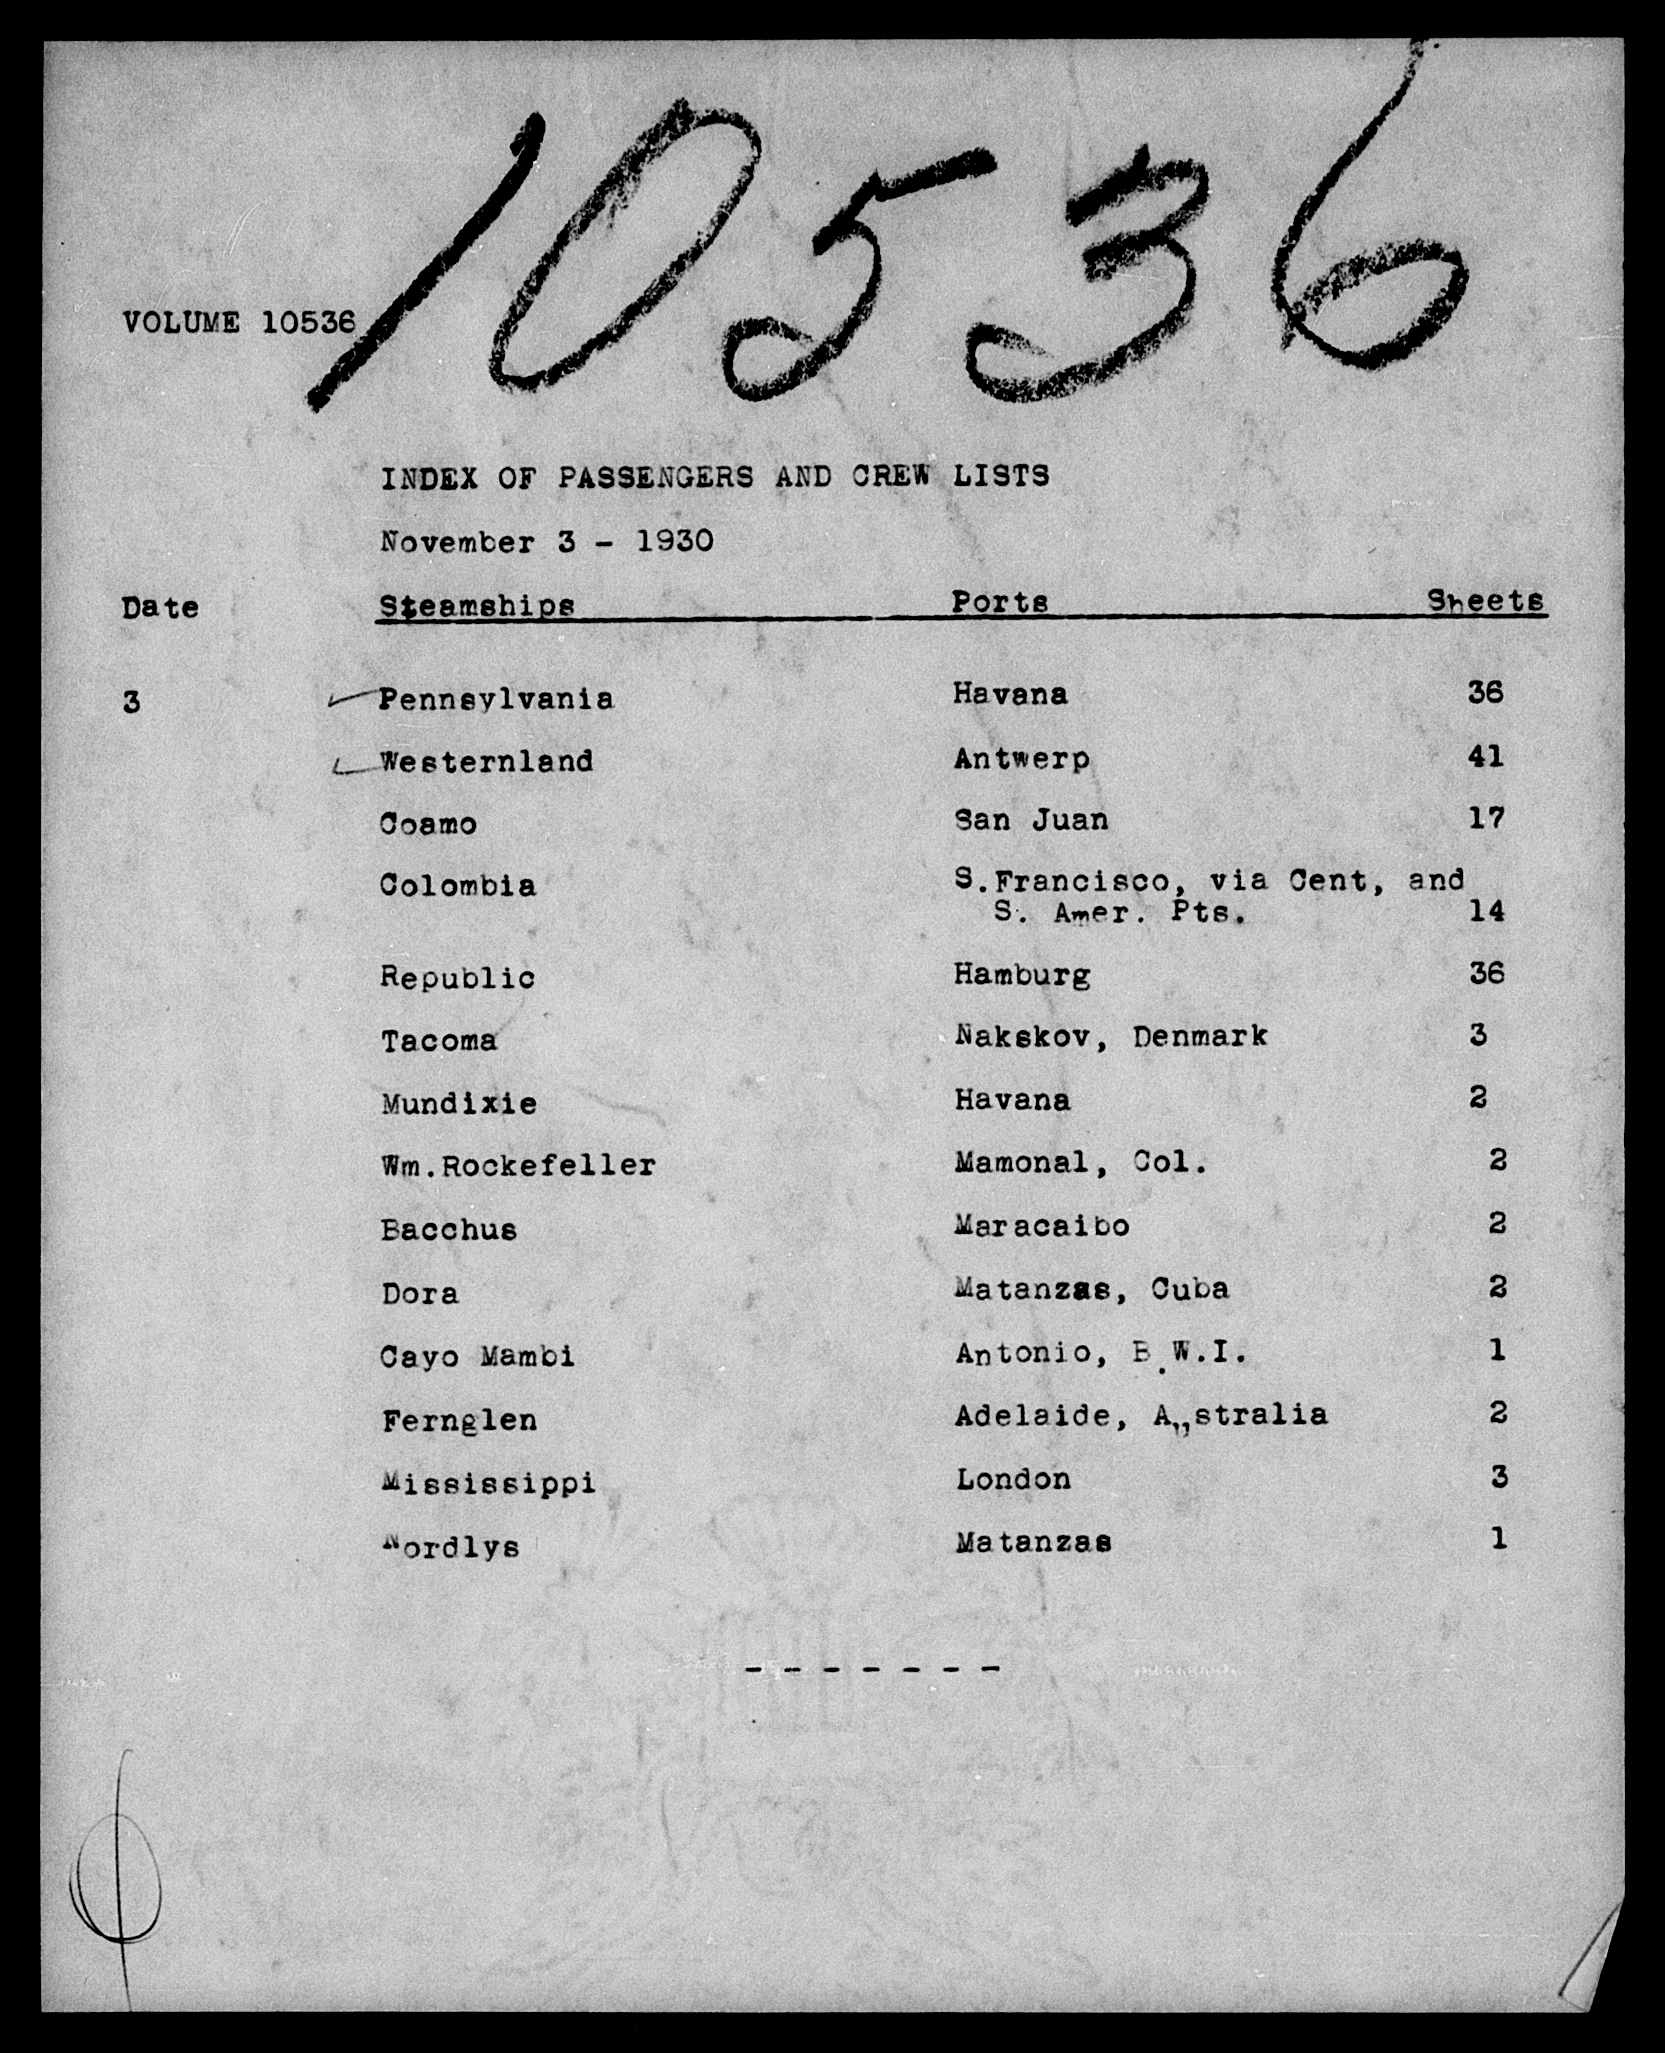 10536
VOLUME 10536
INDEX OF PASSENGERS AND CREW LISTS
November 3 - 1930
Date Steamships Ports Sheets
3 Pennsylvania Havana 36
Westernland Antwerp 41
Coamo San Juan 17
Colombia S.Francisco, via Cent, and
S. Amer. Pts. 14
Republic Hamburg 36
Tacoma Nakskov, Denmark 3
Mundixie Havana 2
Wm.Rockefeller Mamonal, Col. 2
Bacchus Maracaibo 2
Dora Matanzas, Cuba 2
Cayo Mambi Antonio, B.W.I. 1
Fernglen Adelaide, A,,stralia 2
Mississippi London 3
Nordlys Matanzas 1
- - - - - - -